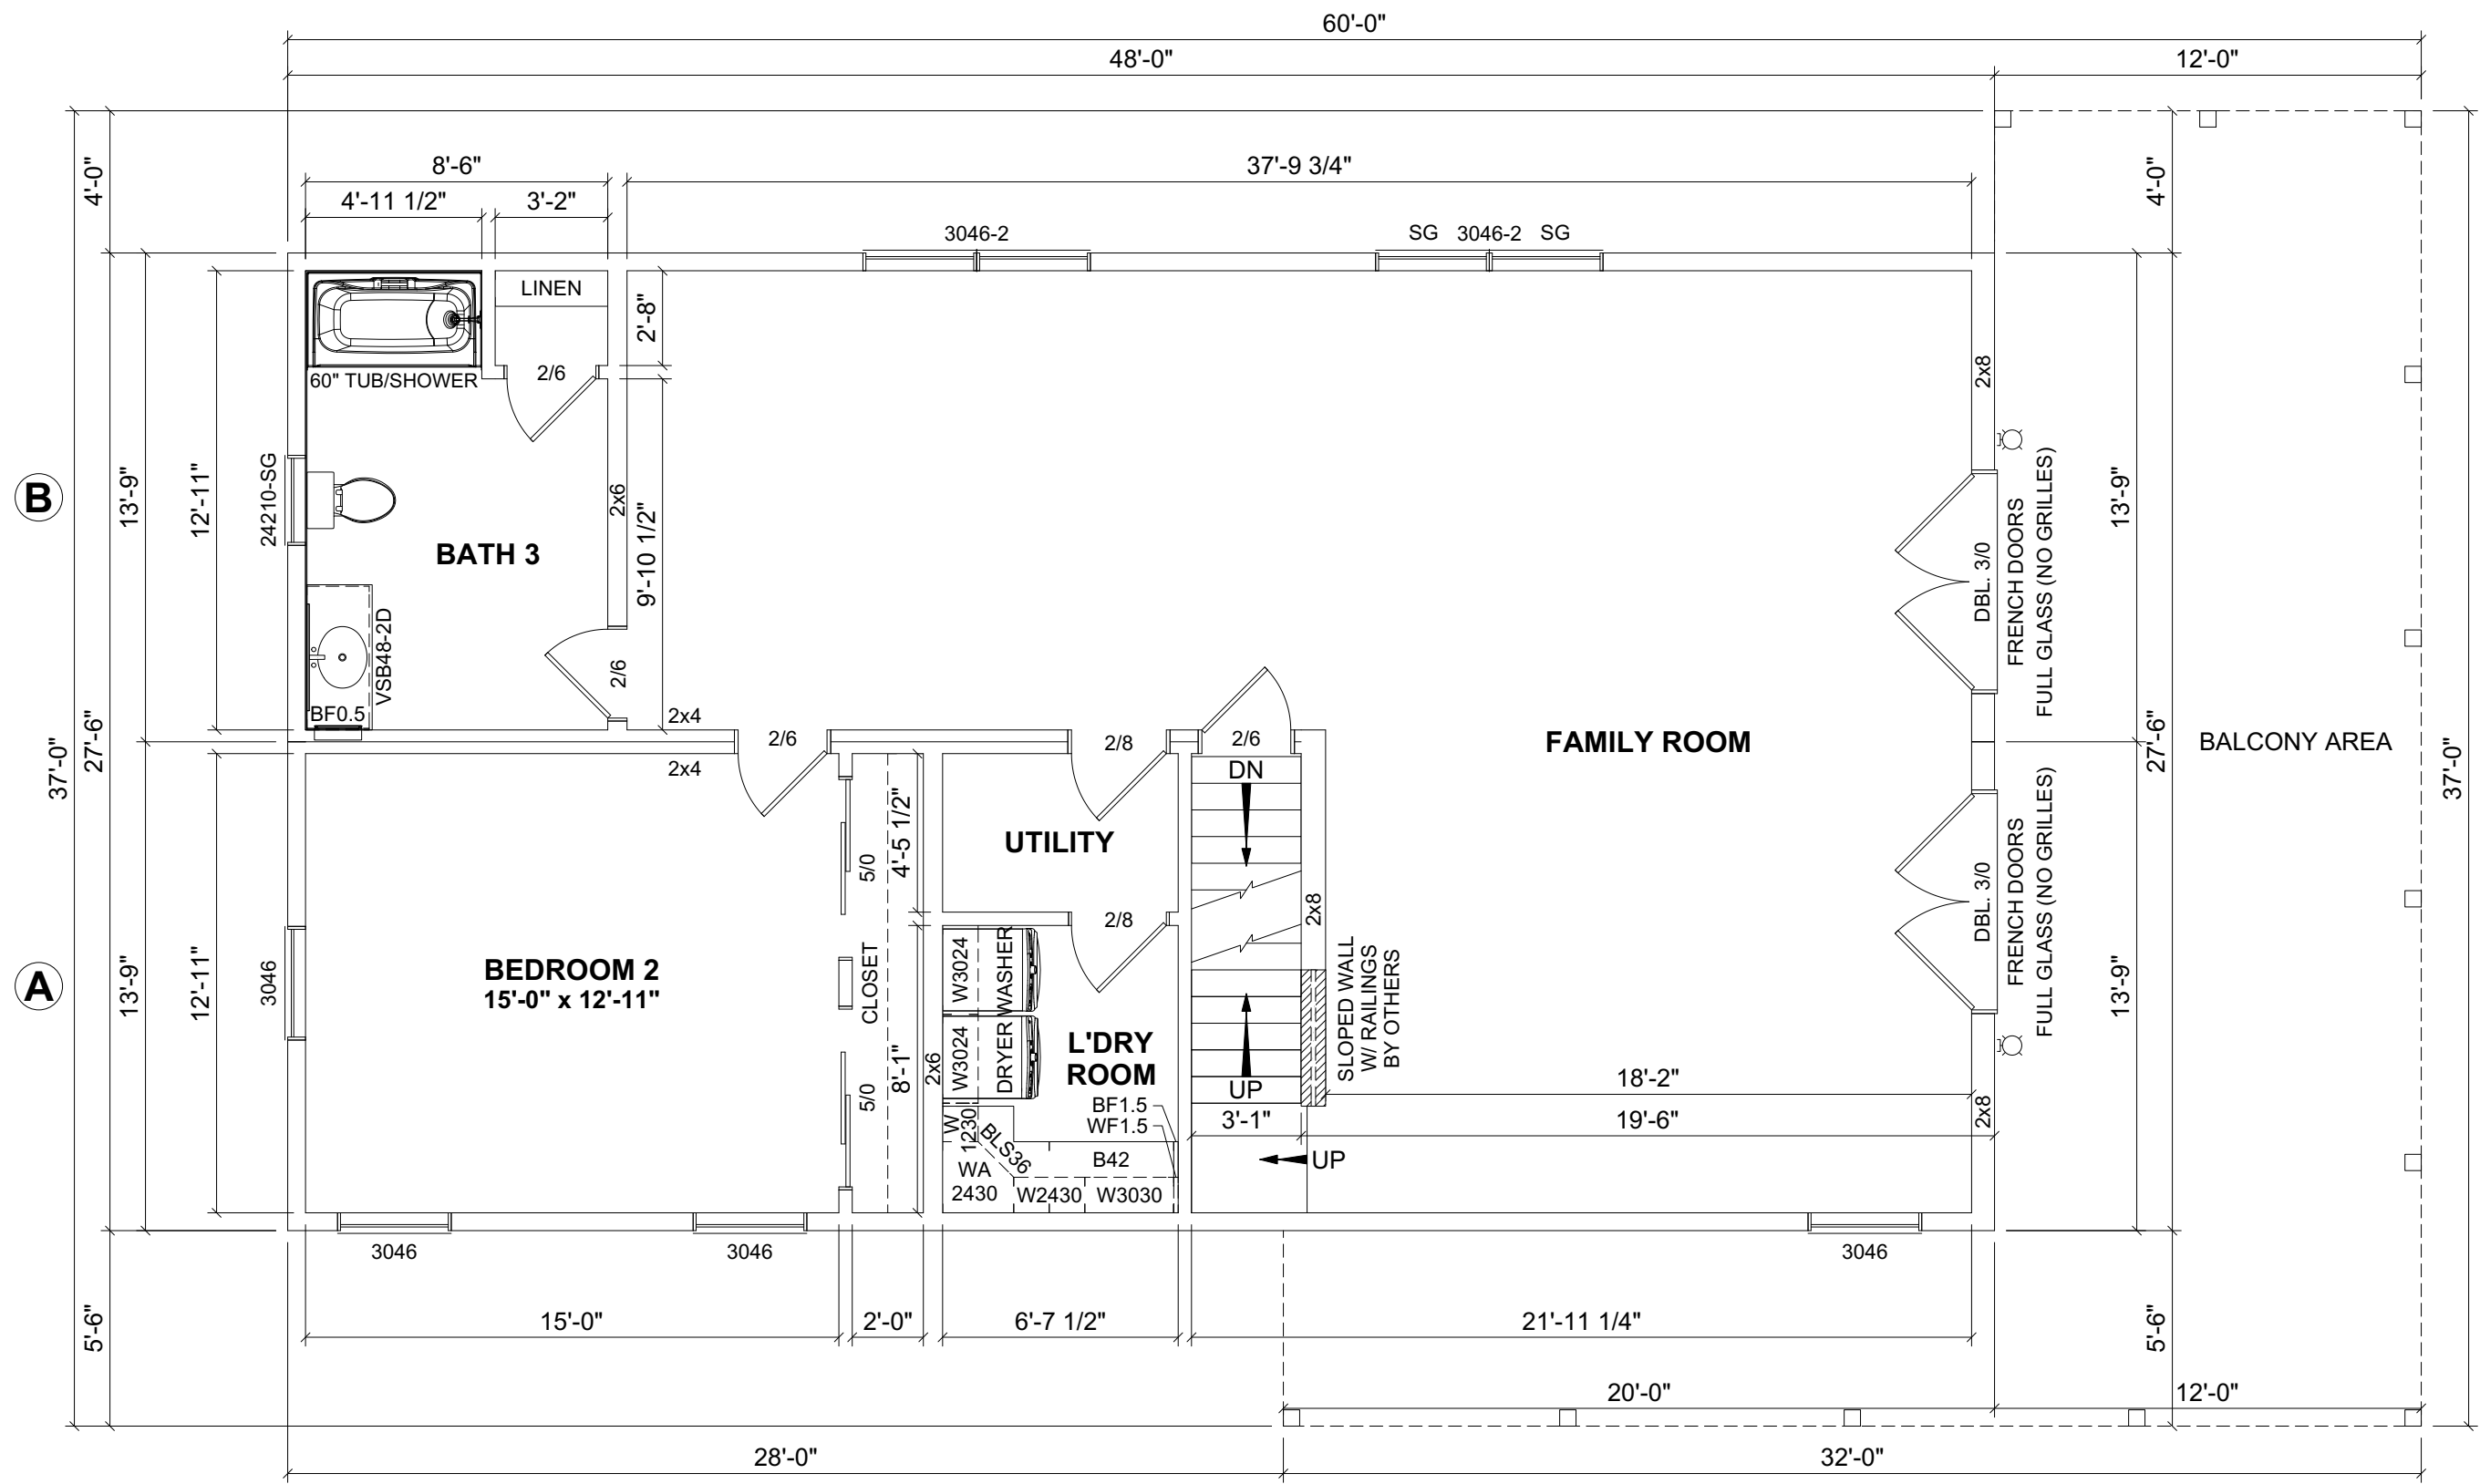 60'-0"
48'-0"
12'-0"
8'-6"
37'-9 3/4"
4'-11 1/2"
3'-2"
4'-0"
4'-0"
3046-2
SG 3046-2 SG
LINEN
2'-8"
60" TUB/SHOWER
2/6
2x8
B
13'-9"
12'-11"
24210-SG
2x6
9'-10 1/2"
BATH 3
VSB48-2D
2/6
BF0.5
DBL. 3/0
FRENCH DOORS
FULL GLASS (NO GRILLES)
13'-9"
37'-0"
27'-6"
2x4
2x4
2/6
2/8
2/6
DN
FAMILY ROOM
27'-6"
BALCONY AREA
37'-0"
UTILITY
4'-5 1/2"
5/0
2/8
2x8
DBL. 3/0
FRENCH DOORS
FULL GLASS (NO GRILLES)
A
13'-9"
12'-11"
3046
BEDROOM 2
15'-0" x 12'-11"
CLOSET
W3024
WASHER
W3024
DRYER
L'DRY
ROOM
8'-1"
5/0
2x6
SLOPED WALL
W/ RAILINGS
BY OTHERS
13'-9"
UP
18'-2"
BF1.5
WF1.5
3'-1"
19'-6"
2x8
W
1230
BLS36
B42
UP
WA
2430
W2430
W3030
3046
3046
3046
5'-6"
15'-0"
2'-0"
6'-7 1/2"
21'-11 1/4"
5'-6"
20'-0"
12'-0"
28'-0"
32'-0"